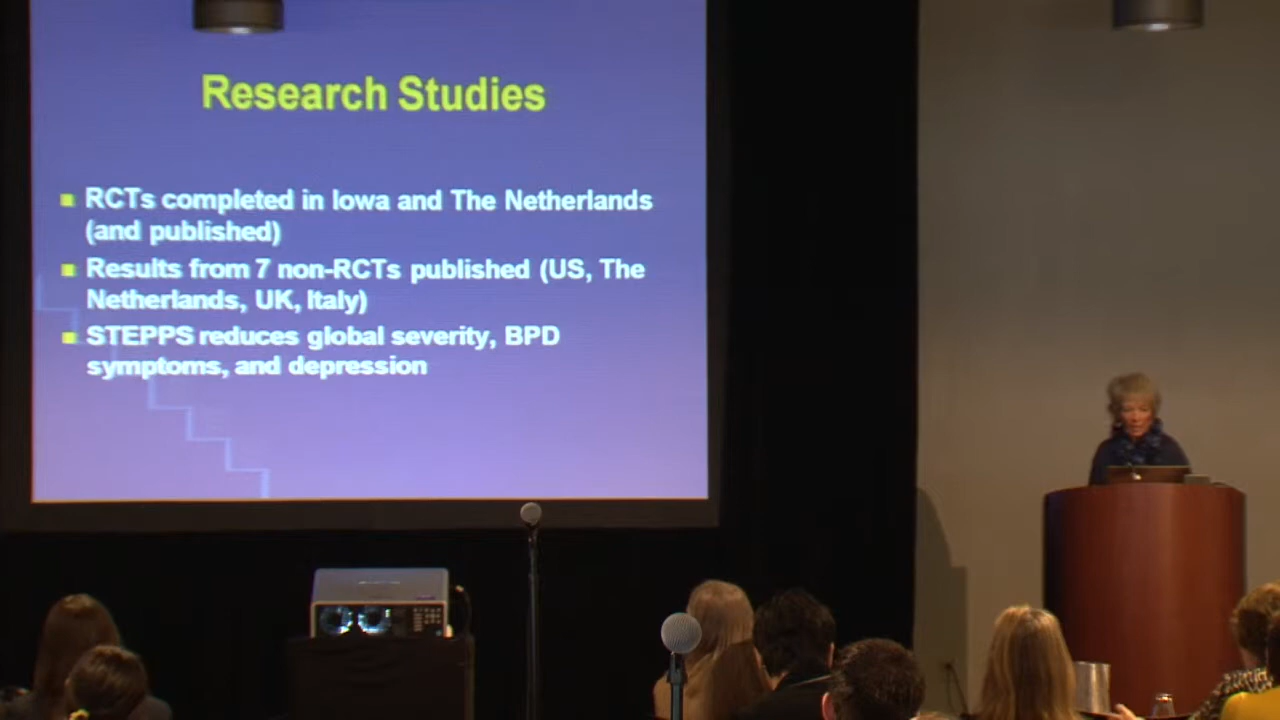 Research Studies
RCTs completed in Iowa and The Netherlands
(and published)
Results from 7 non-RCTs published (US, The
Netherlands, UK, Italy)
STEPPS reduces global severity, BPD
symptoms, and depression